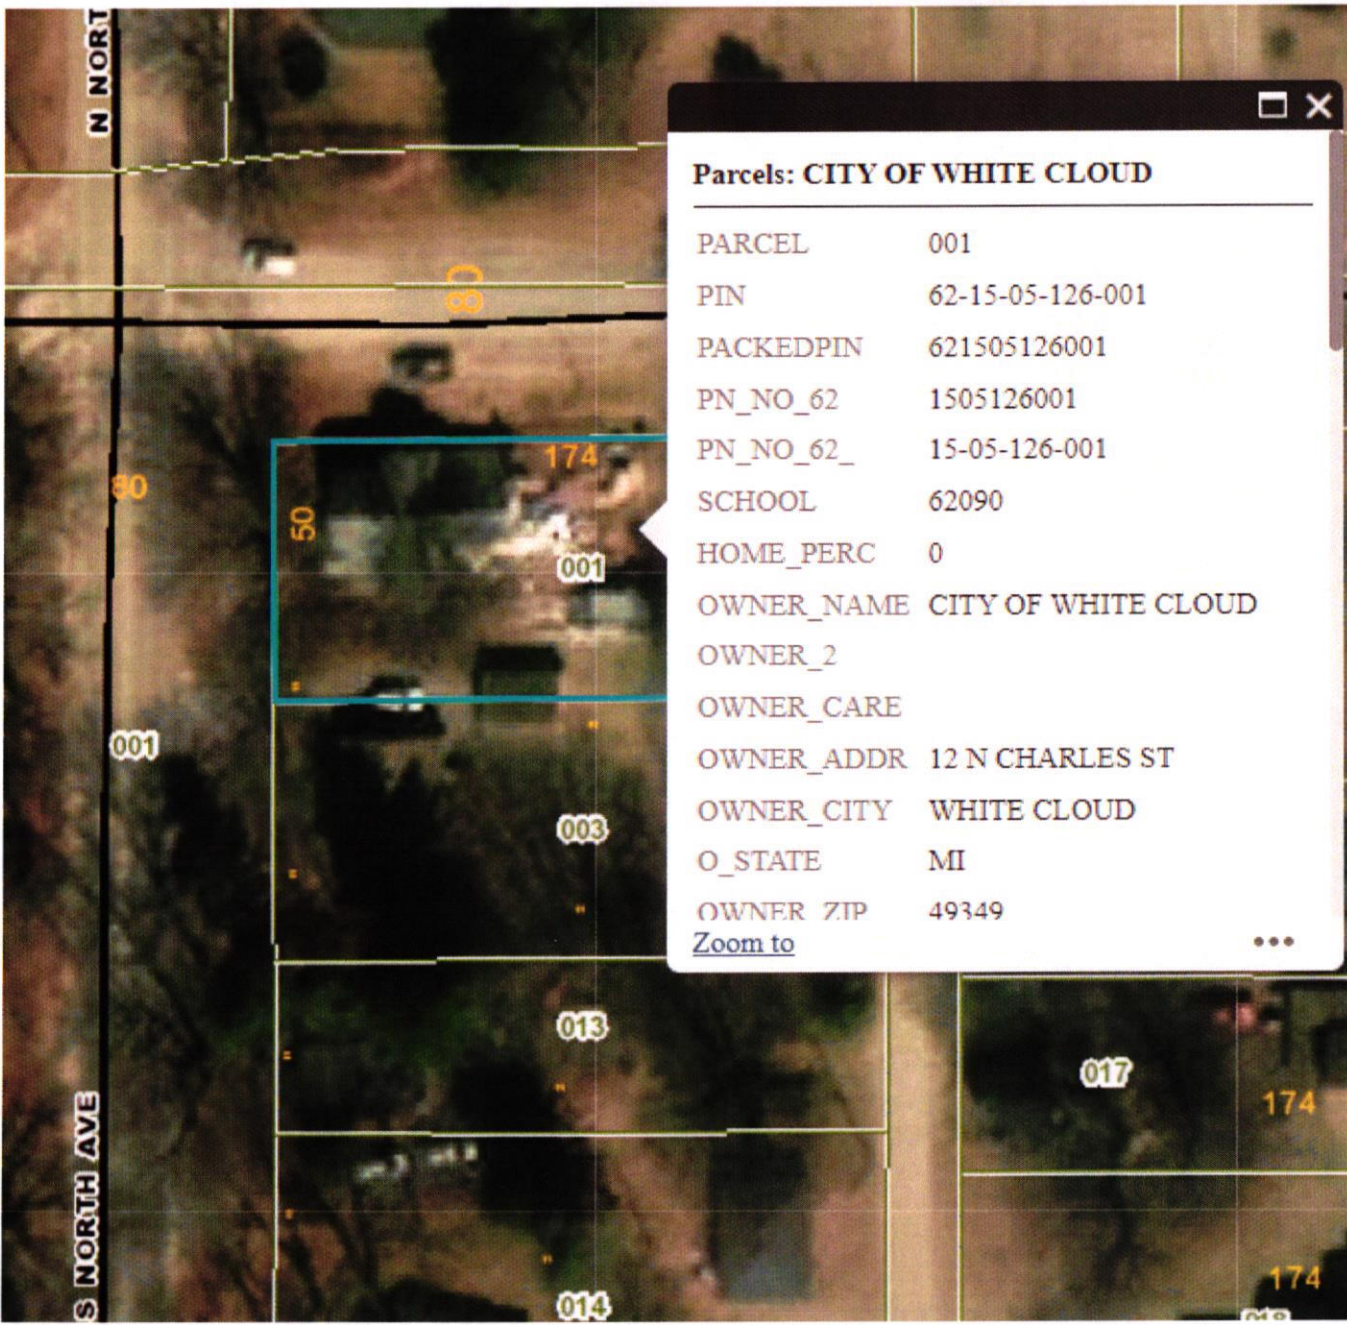 N NORT
Parcels: CITY OF WHITE CLOUD
PARCEL 001
PIN 62-15-05-126-001
PACKEDPIN 621505126001
PN_NO_62 1505126001
PN_NO_62_ 15-05-126-001
SCHOOL 62090
HOME_PERC 0
OWNER_NAME CITY OF WHITE CLOUD
OWNER_2
OWNER_CARE
OWNER_ADDR 12 N CHARLES ST
OWNER_CITY WHITE CLOUD
O_STATE MI
OWNER_ZIP 49349
Zoom to
80
174
80
50
001
001
003
013
017
174
S NORTH AVE
174
014
018